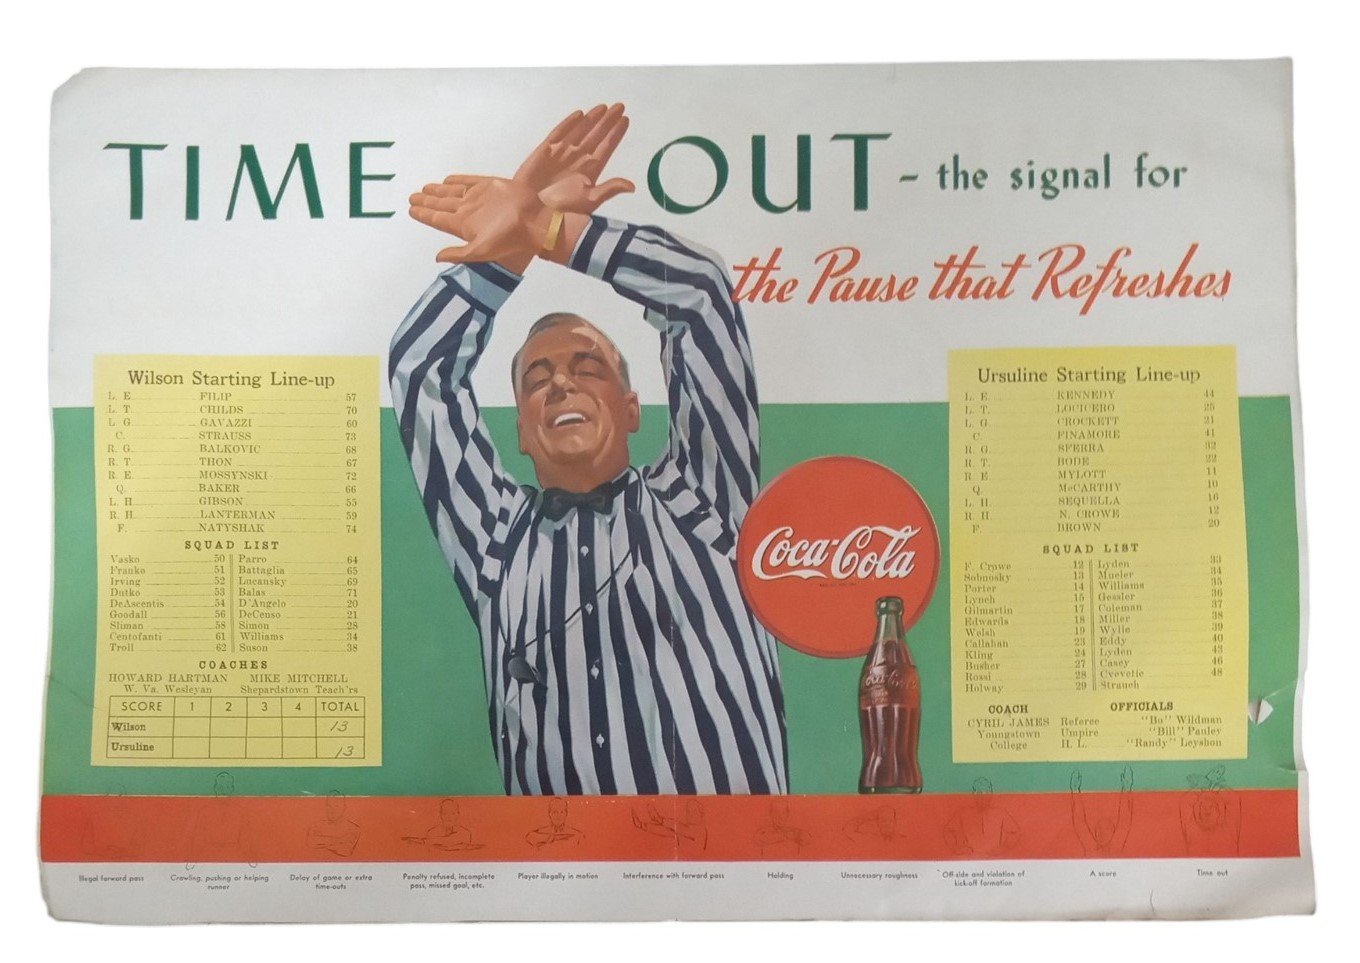 TIME OUT - the signal for
the Pause that Refreshes
Wilson Starting Line-up
L. E. FILIP 57
L. T. CHILDS 70
L. G. GAVAZZI 60
C. STRAUSS 73
R. G. BALKOVIC 68
R. T. THON 67
R. E. MOSSYNSKI 72
Q. BAKER 66
L. H. GIBSON 55
R. H. LANTERMAN 59
F. NATYSHAK 74
SQUAD LIST
Vasko 50 Parro 64
Franko 51 Battaglia 65
Irving 52 Lucansky 69
Dutko 53 Balas 71
DeAscentis 54 D'Angelo 20
Goodall 56 DeCenso 21
Sliman 58 Simon 28
Centofanti 61 Williams 34
Troll 62 Suson 38
COACHES
HOWARD HARTMAN MIKE MITCHELL
W. Va. Wesleyan Shepardstown Teach'rs
SCORE 1 2 3 4 TOTAL
Wilson 13
Ursuline 13
Coca-Cola
Coca-Cola
Ursuline Starting Line-up
L. E. KENNEDY 44
L. T. LOCICERO 25
L. G. CROCKETT 21
C. FINAMORE 41
R. G. SFERRA 32
R. T. BODE 22
R. E. MYLOTT 11
Q. McCARTHY 10
L. H. SEQUELLA 16
R. H. N. CROWE 12
F. BROWN 20
SQUAD LIST
F. Crowe 12 Lyden 33
Sobnosky 13 Mueler 34
Porter 14 Williams 35
Lynch 15 Gessler 36
Gilmartin 17 Coleman 37
Edwards 18 Miller 38
Welsh 19 Wylie 39
Callahan 23 Eddy 40
Kling 24 Lyden 43
Busher 27 Casey 46
Rossi 28 Cvevetic 48
Holway 29 Strauch
COACH
CYRIL JAMES
Youngstown
College
OFFICIALS
Referee "Bo" Wildman
Umpire "Bill" Pauley
H. L. "Randy" Leyshon
Illegal forward pass
Crawling, pushing or helping
runner
Delay of game or extra
time-outs
Penalty refused, incomplete
pass, missed goal, etc.
Player illegally in motion
Interference with forward pass
Holding
Unnecessary roughness
Off-side and violation of
kick-off formation
A score
Time out